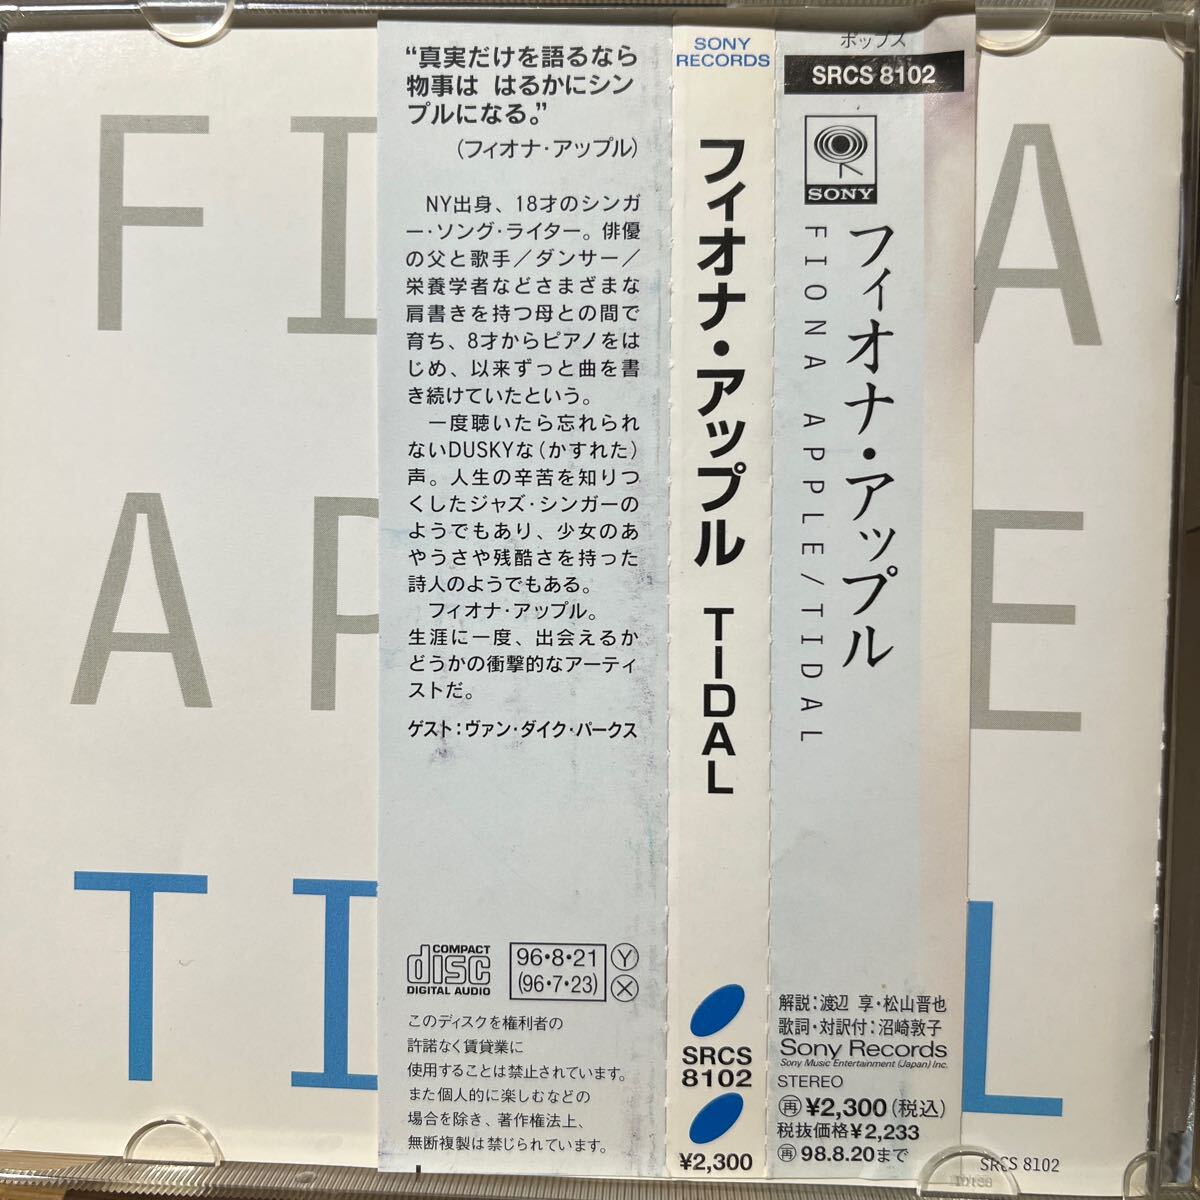 FI A
AP E
TI L
“真実だけを語るなら
物事は はるかにシン
プルになる。”
(フィオナ・アップル)
NY出身、18才のシンガ
ー・ソング・ライター。俳優
の父と歌手／ダンサー／
栄養学者などさまざまな
肩書きを持つ母との間で
育ち、8才からピアノをは
じめ、以来ずっと曲を書
き続けていたという。
一度聴いたら忘れられ
ないDUSKYな(かすれた)
声。人生の辛苦を知りつ
くしたジャズ・シンガーの
ようでもあり、少女のあ
やうさや残酷さを持った
詩人のようでもある。
フィオナ・アップル。
生涯に一度、出会えるか
どうかの衝撃的なアーティ
ストだ。
ゲスト：ヴァン・ダイク・パークス
COMPACT
disc
DIGITAL AUDIO
96・8・21
(96・7・23)
Y
X
このディスクを権利者の
許諾なく賃貸業に
使用することは禁止されています。
また個人的に楽しむなどの
場合を除き、著作権法上、
無断複製は禁じられています。
SONY
RECORDS
フィオナ・アップル TIDAL
SRCS
8102
¥2,300
ポップス
SRCS 8102
SONY
フィオナ・アップル
FIONA APPLE/TIDAL
解説：渡辺 享・松山晋也
歌詞・対訳付：沼崎敦子
Sony Records
Sony Music Entertainment (Japan) Inc.
STEREO
再 ¥2,300(税込)
税抜価格¥2,233
再 98.8.20まで
SRCS 8102